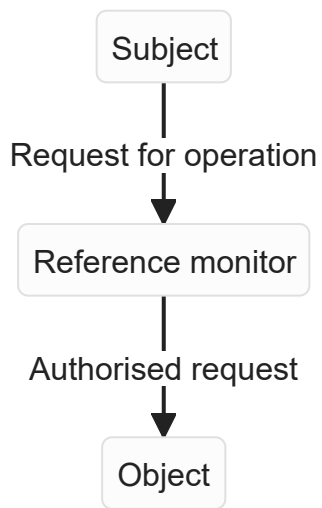 Subject
Request for operation
Reference monitor
Authorised request
Object